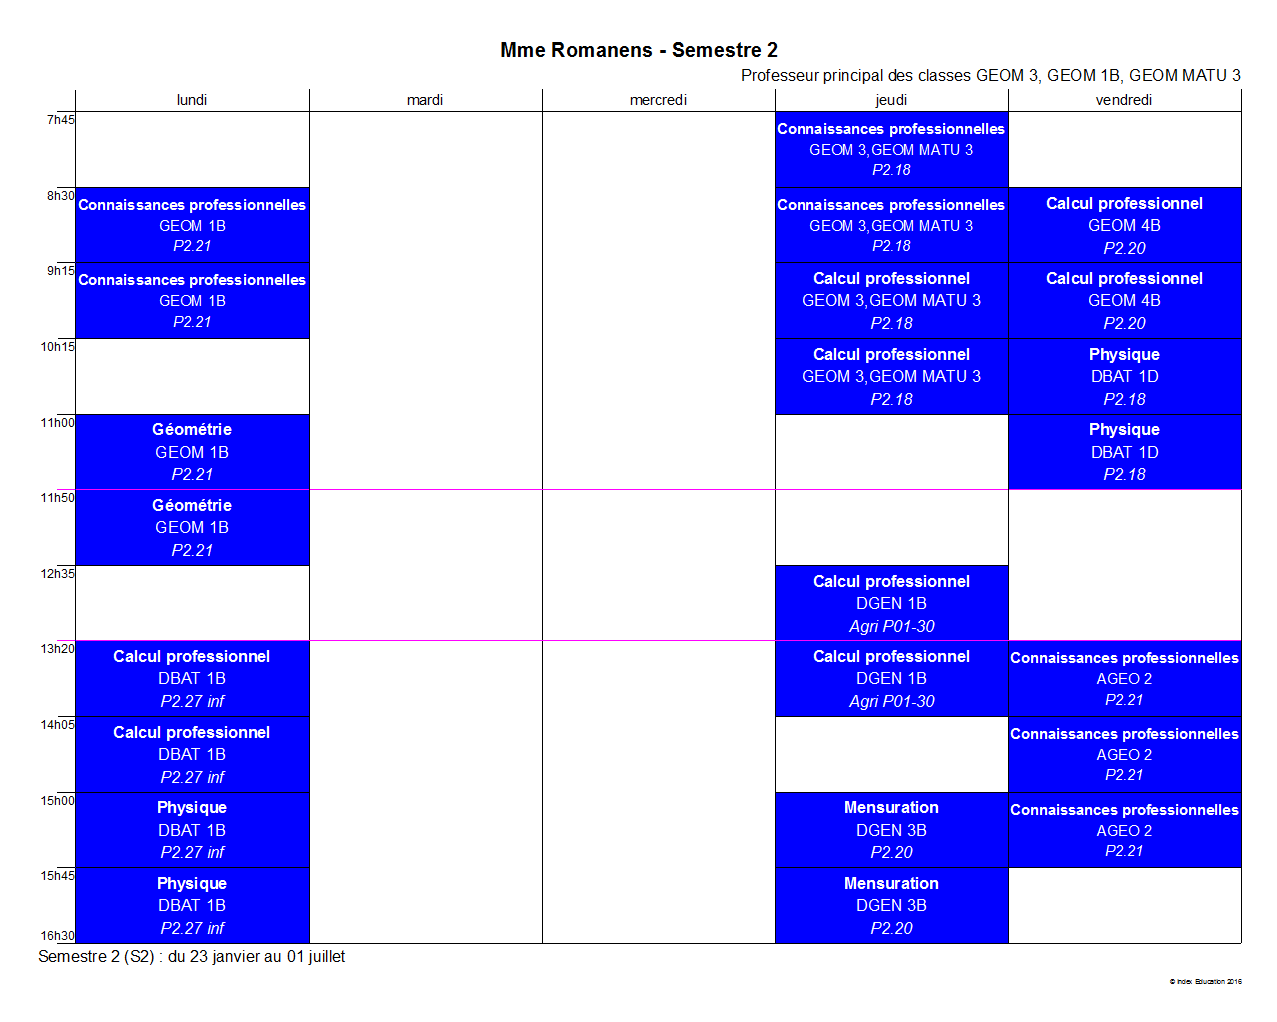 Mme Romanens - Semestre 2
Professeur principal des classes GEOM 3, GEOM 1B, GEOM MATU 3
lundi mardi mercredi jeudi vendredi
7h45
Connaissances professionnelles
GEOM 3,GEOM MATU 3
P2.18
8h30
Connaissances professionnelles Connaissances professionnelles Calcul professionnel
GEOM 1B GEOM 3,GEOM MATU 3 GEOM 4B
P2.21 P2.18 P2.20
9h15
Connaissances professionnelles Calcul professionnel Calcul professionnel
GEOM 1B GEOM 3,GEOM MATU 3 GEOM 4B
P2.21 P2.18 P2.20
10h15
Calcul professionnel Physique
GEOM 3,GEOM MATU 3 DBAT 1D
P2.18 P2.18
11h00
Géométrie Physique
GEOM 1B DBAT 1D
P2.21 P2.18
11h50
Géométrie
GEOM 1B
P2.21
12h35
Calcul professionnel
DGEN 1B
Agri P01-30
13h20
Calcul professionnel Calcul professionnel Connaissances professionnelles
DBAT 1B DGEN 1B AGEO 2
P2.27 inf Agri P01-30 P2.21
14h05
Calcul professionnel Connaissances professionnelles
DBAT 1B AGEO 2
P2.27 inf P2.21
15h00
Physique Mensuration Connaissances professionnelles
DBAT 1B DGEN 3B AGEO 2
P2.27 inf P2.20 P2.21
15h45
Physique Mensuration
DBAT 1B DGEN 3B
P2.27 inf P2.20
16h30
Semestre 2 (S2) : du 23 janvier au 01 juillet
© Index Education 2016